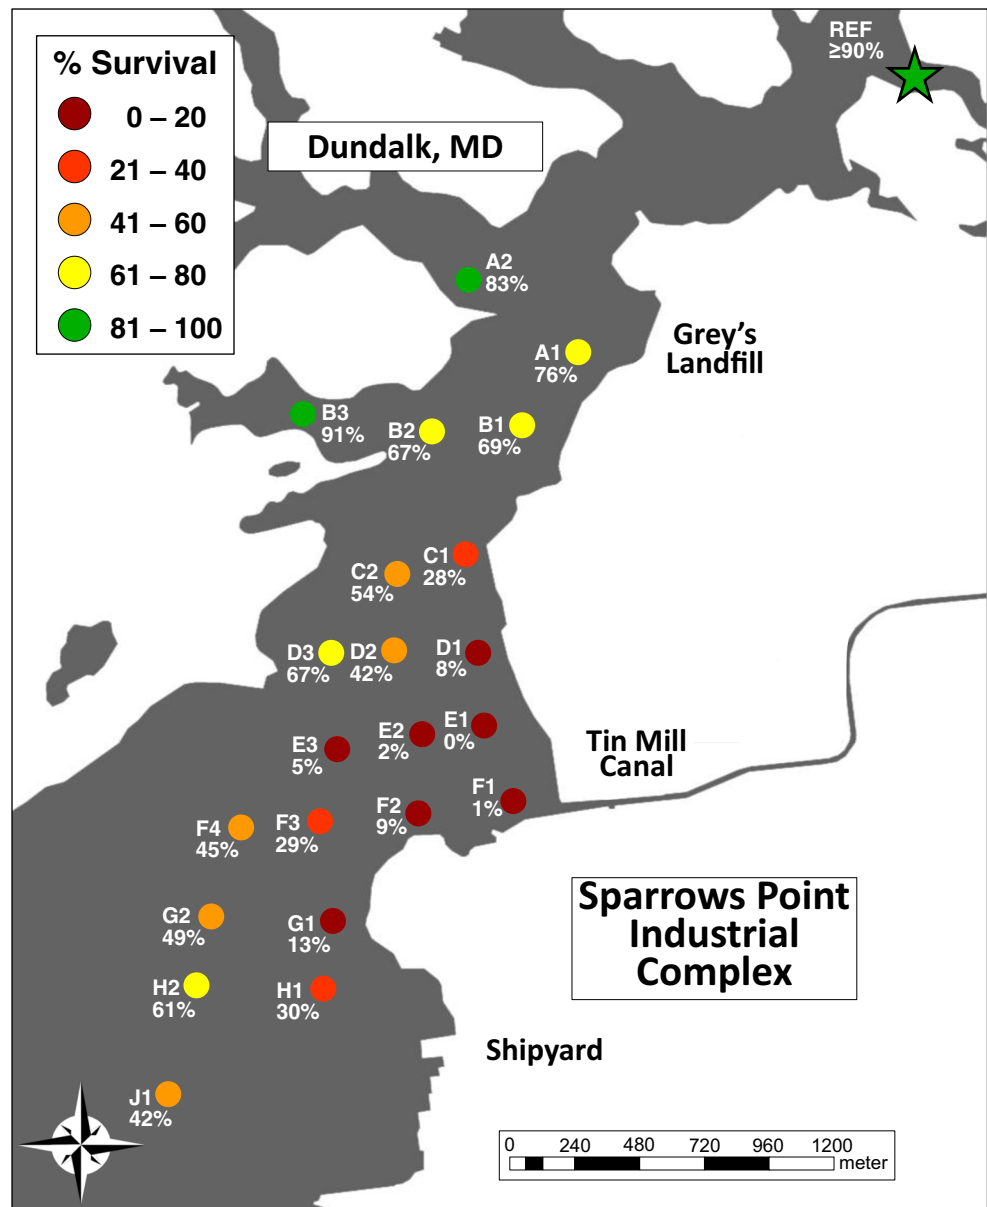 REF
≥90%
% Survival
0 – 20
21 – 40
41 – 60
61 – 80
81 – 100
Dundalk, MD
A2
83%
Grey's
Landfill
A1
76%
B3
91%
B2
67%
B1
69%
C1
28%
C2
54%
D3
67%
D2
42%
D1
8%
E3
5%
E2
2%
E1
0%
Tin Mill
Canal
F4
45%
F3
29%
F2
9%
F1
1%
Sparrows Point
Industrial
Complex
G2
49%
G1
13%
H2
61%
H1
30%
Shipyard
J1
42%
0 240 480 720 960 1200
meter